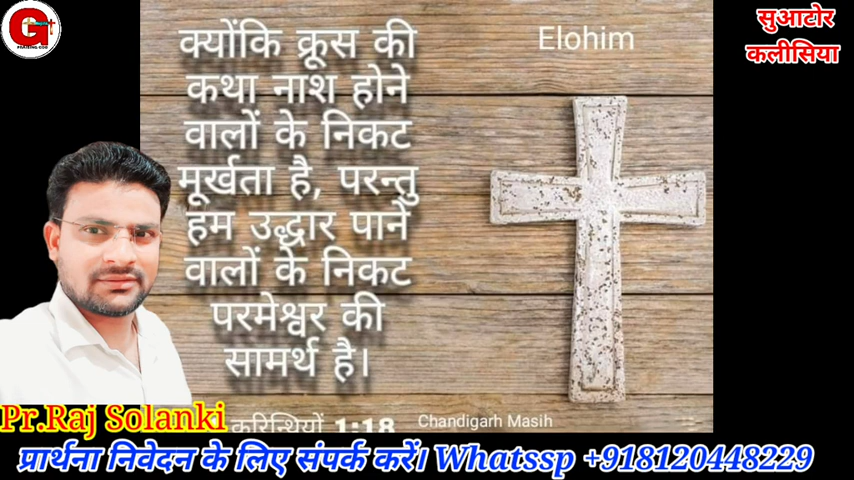 सुआटोर
कलीसिया
Elohim
क्योंकि क्रूस की
कथा नाश होने
वालों के निकट
मूर्खता है, परन्तु
हम उद्धार पाने
वालों के निकट
परमेश्वर की
सामर्थ है।
करिन्थियों 1:18
Chandigarh Masih
Pr.Raj Solanki
प्रार्थना निवेदन के लिए संपर्क करें। Whatssp +918120448229